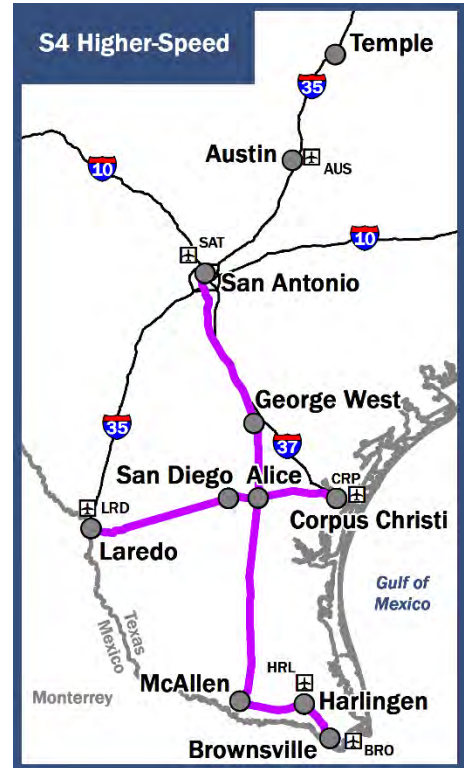 S4 Higher-Speed
Temple
35
Austin
AUS
10
SAT
10
San Antonio
George West
35
37
San Diego
Alice
CRP
LRD
Corpus Christi
Laredo
Gulf of
Mexico
Texas
Mexico
HRL
McAllen
Monterrey
Harlingen
Brownsville
BRO